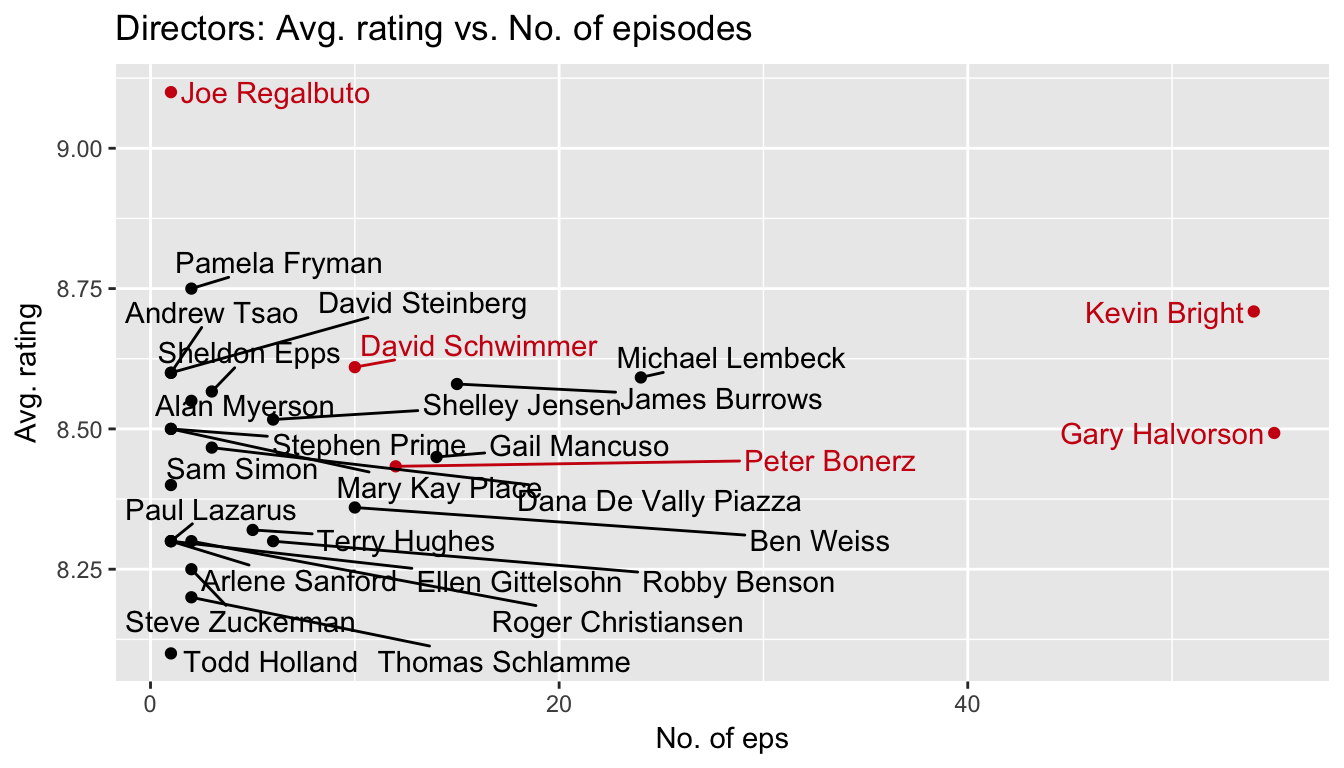 Directors: Avg. rating vs. No. of episodes
Joe Regalbuto
9.00
Pamela Fryman
8.75
David Steinberg
Andrew Tsao
Kevin Bright
David Schwimmer
Sheldon Epps
Michael Lembeck
James Burrows
Alan Myerson
Shelley Jensen
8.50
Gary Halvorson
Stephen Prime
Gail Mancuso
Peter Bonerz
Sam Simon
Mary Kay Place
Dana De Vally Piazza
Paul Lazarus
Terry Hughes
Ben Weiss
8.25
Arlene Sanford
Ellen Gittelsohn
Robby Benson
Steve Zuckerman
Roger Christiansen
Todd Holland
Thomas Schlamme
Avg. rating
0
20
40
No. of eps